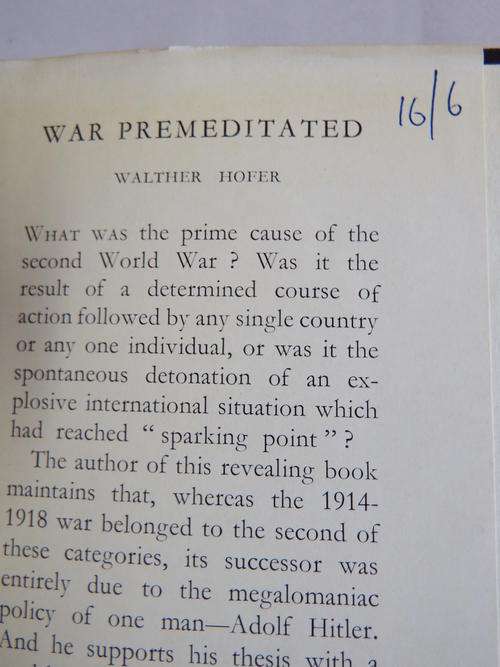 16/6
WAR PREMEDITATED
WALTHER HOFER
WHAT WAS the prime cause of the
second World War ? Was it the
result of a determined course of
action followed by any single country
or any one individual, or was it the
spontaneous detonation of an ex-
plosive international situation which
had reached “ sparking point ” ?
The author of this revealing book
maintains that, whereas the 1914-
1918 war belonged to the second of
these categories, its successor was
entirely due to the megalomaniac
policy of one man—Adolf Hitler.
And he supports his thesis with a